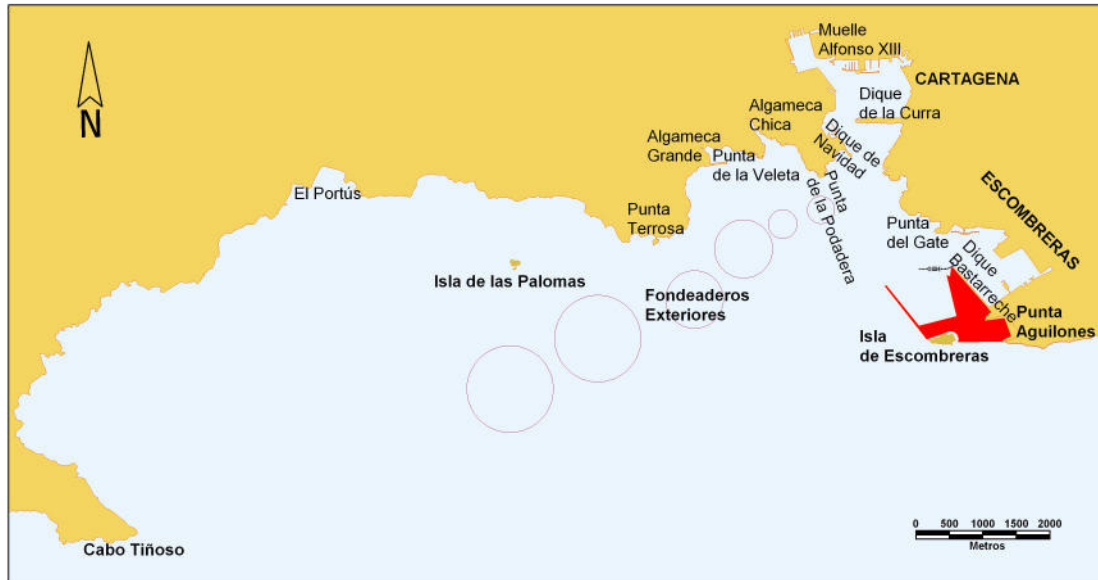 N
Muelle
Alfonso XIII
CARTAGENA
Dique
de la Curra
Algameca
Chica
Dique de
Navidad
Algameca
Grande
Punta
de la Veleta
El Portús
Punta
Terrosa
Punta
de la Podadera
ESCOMBRERAS
Punta
del Gate
Dique
Bastarreche
Isla de las Palomas
Fondeaderos
Exteriores
Punta
Aguilones
Isla
de Escombreras
Cabo Tiñoso
0 500 1000 1500 2000
Metros